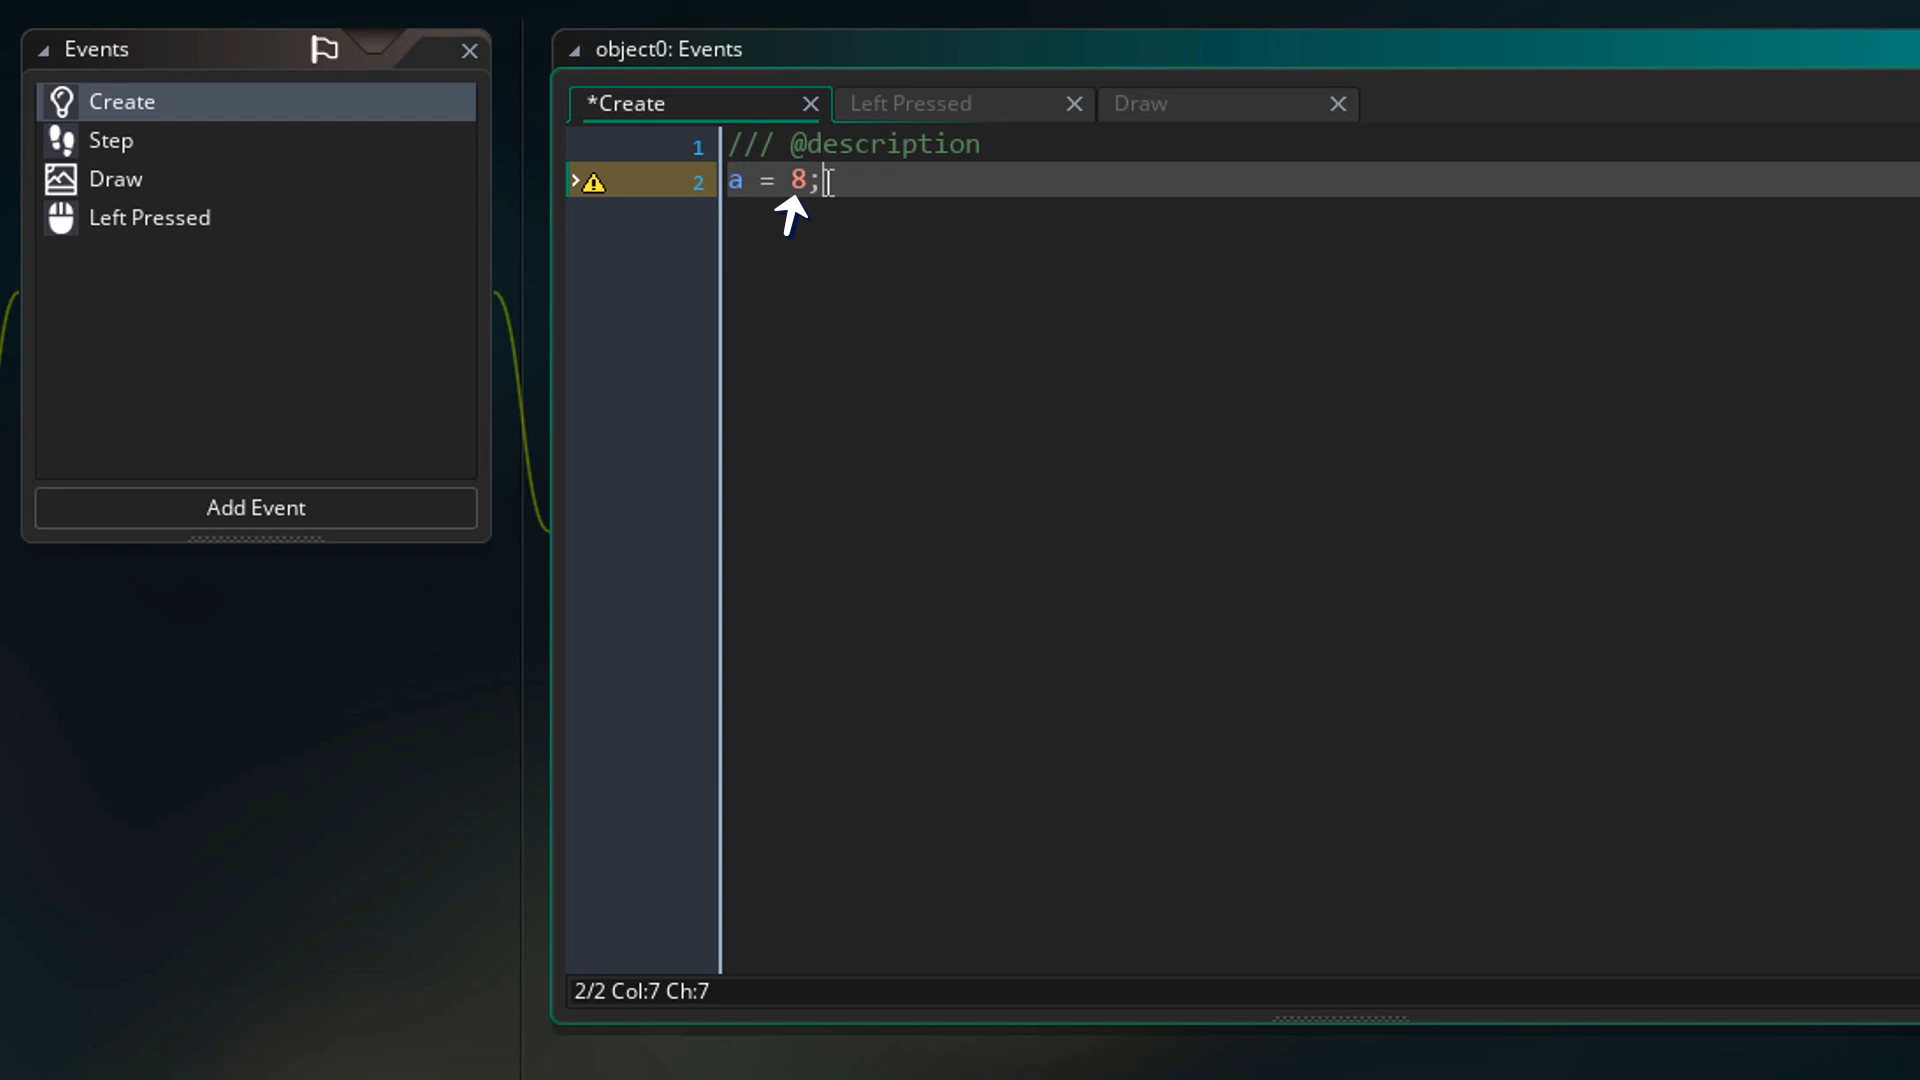 Events
Create
Step
Draw
Left Pressed
Add Event
object0: Events
*Create
Left Pressed
Draw
1 /// @description
2 a = 8;
2/2 Col:7 Ch:7